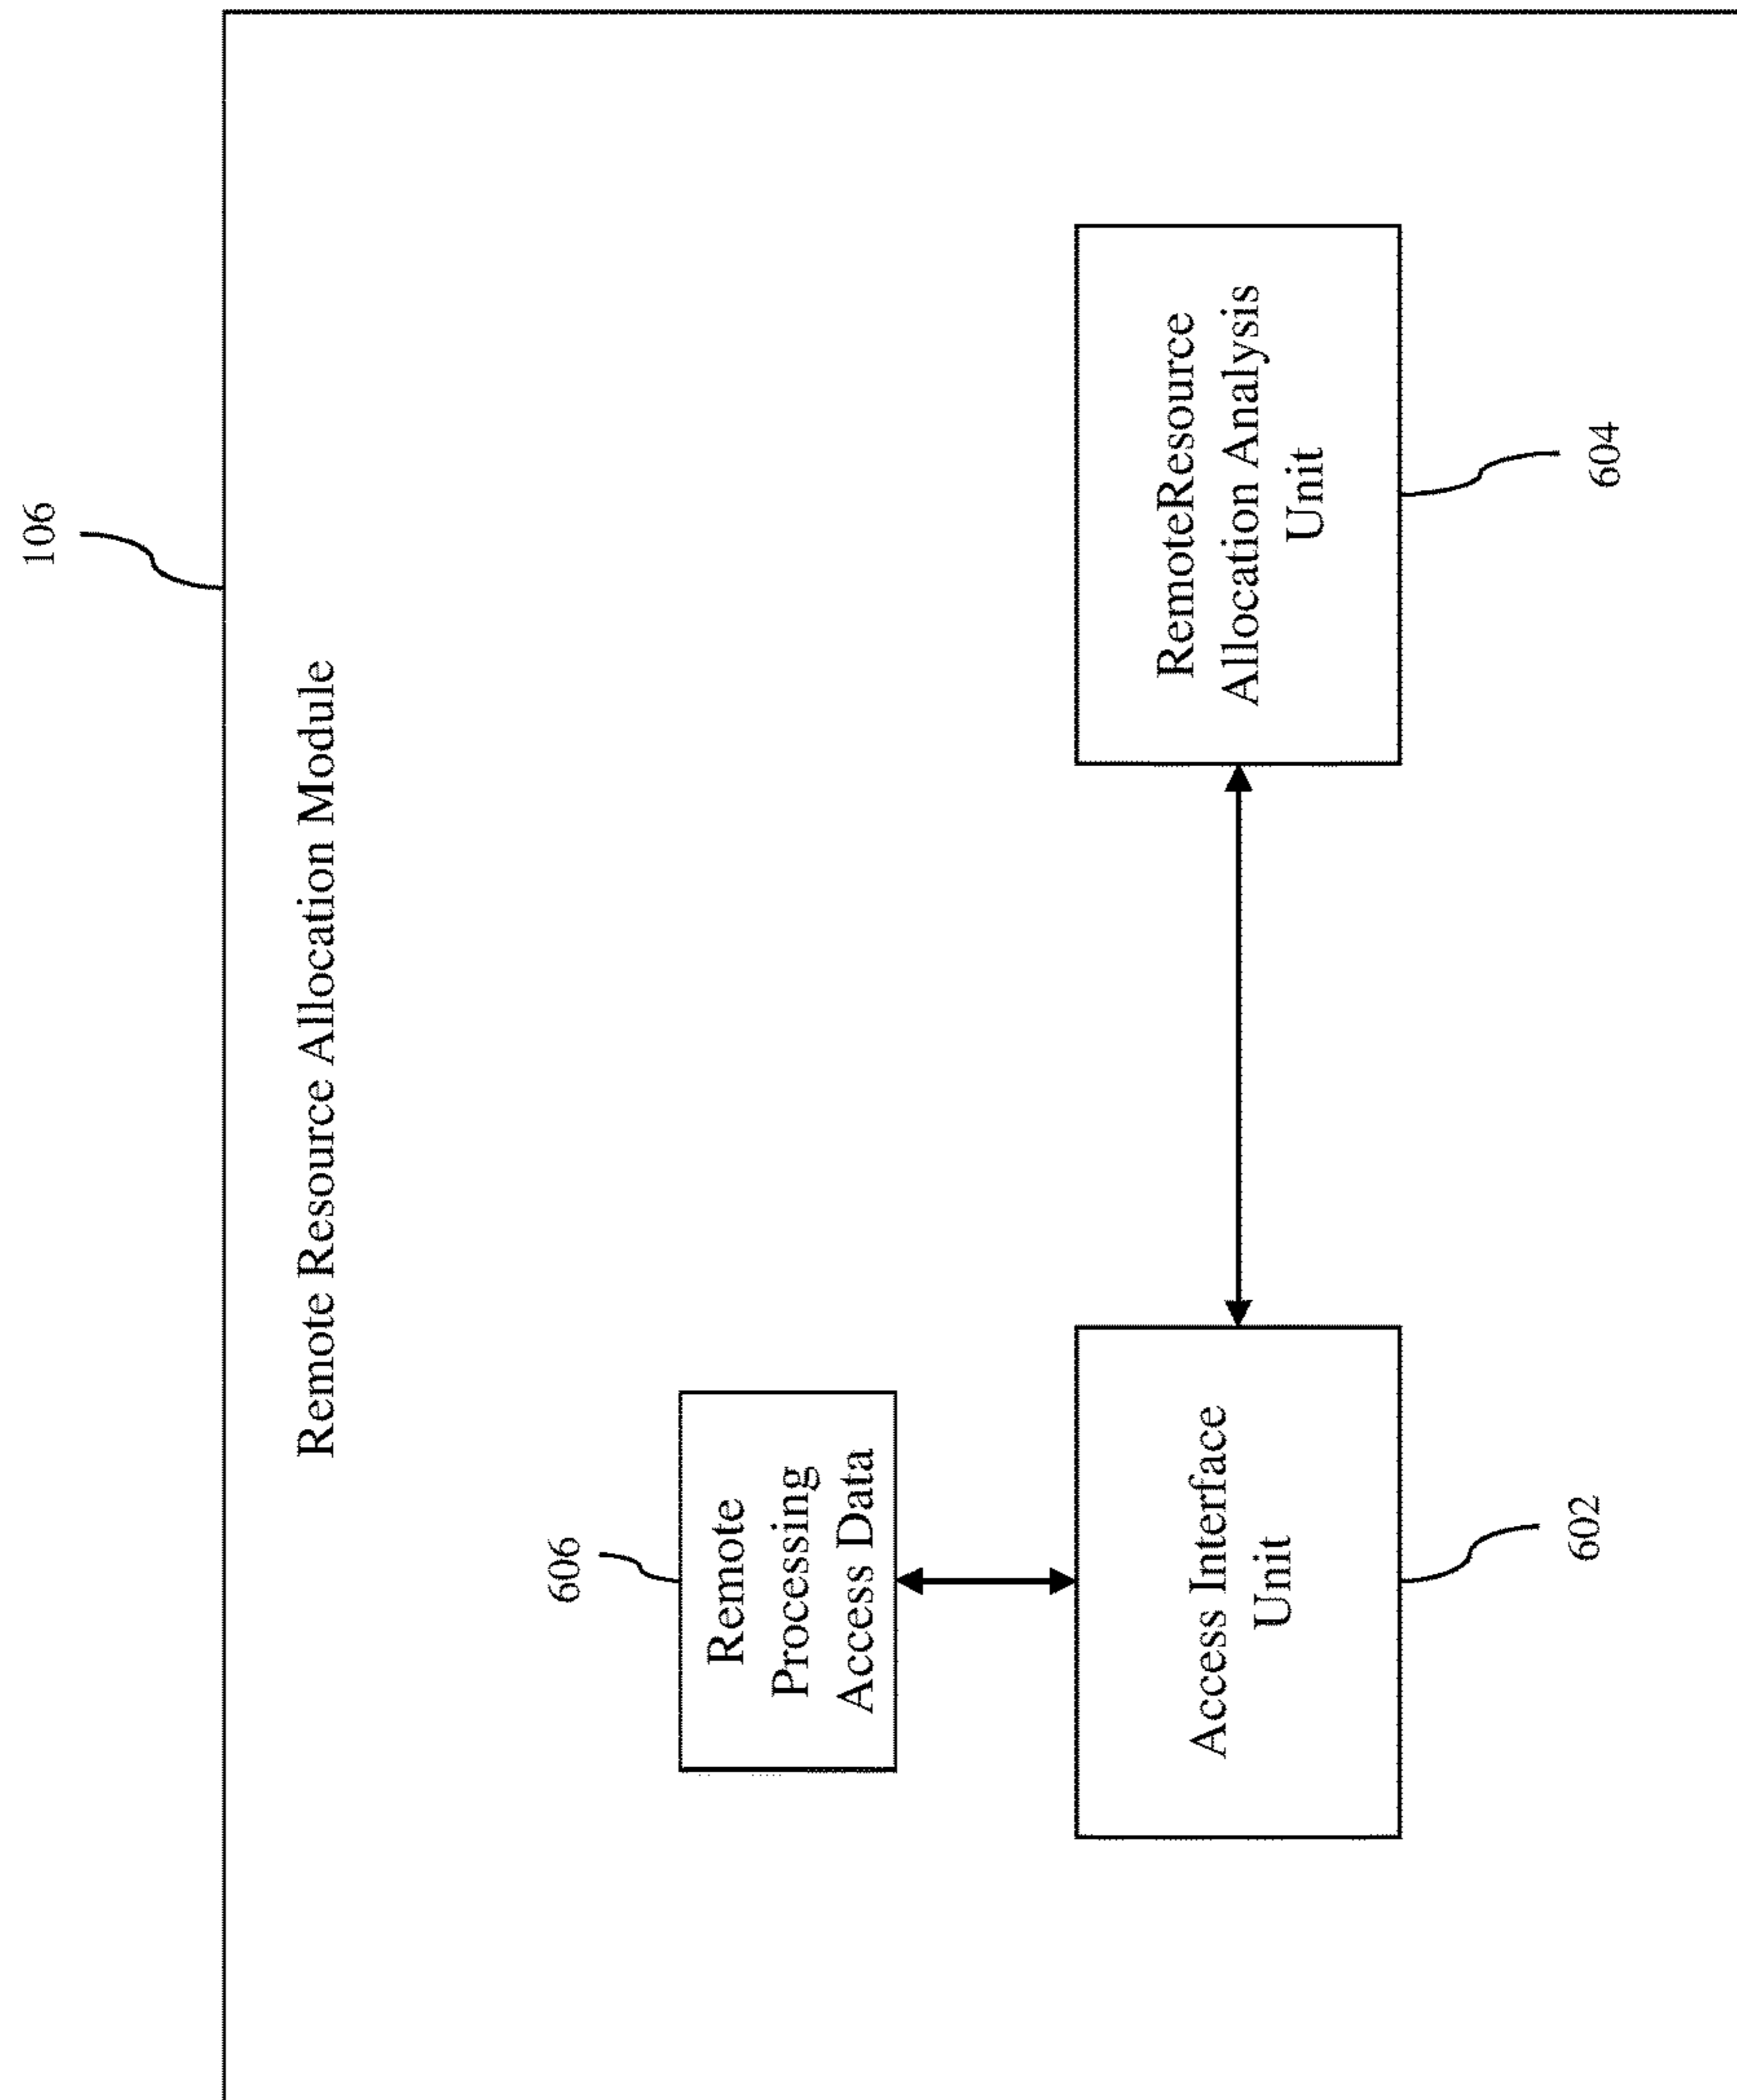 106
Remote Resource Allocation Module
606
Remote
Processing
Access Data
Access Interface
Unit
602
RemoteResource
Allocation Analysis
Unit
604